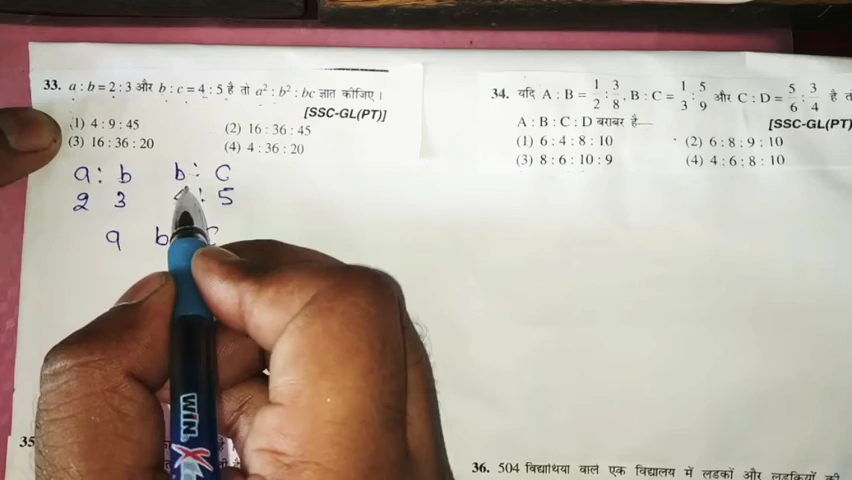 33. a : b = 2 : 3 और b : c = 4 : 5 है तो a² : b² : bc ज्ञात कीजिए।
[SSC-GL(PT)]
(1) 4 : 9 : 45 (2) 16 : 36 : 45
(3) 16 : 36 : 20 (4) 4 : 36 : 20
a : b b : c
2 3 : 5
a b
34. यदि A : B = 1/2 : 3/8, B : C = 1/3 : 5/9 और C : D = 5/6 : 3/4 है
A : B : C : D बराबर है—
[SSC-GL(PT)
(1) 6 : 4 : 8 : 10 (2) 6 : 8 : 9 : 10
(3) 8 : 6 : 10 : 9 (4) 4 : 6 : 8 : 10
35
36. 504 विद्यार्थियो वाले एक विद्यालय में लड़कों और लड़कियों की
WIN